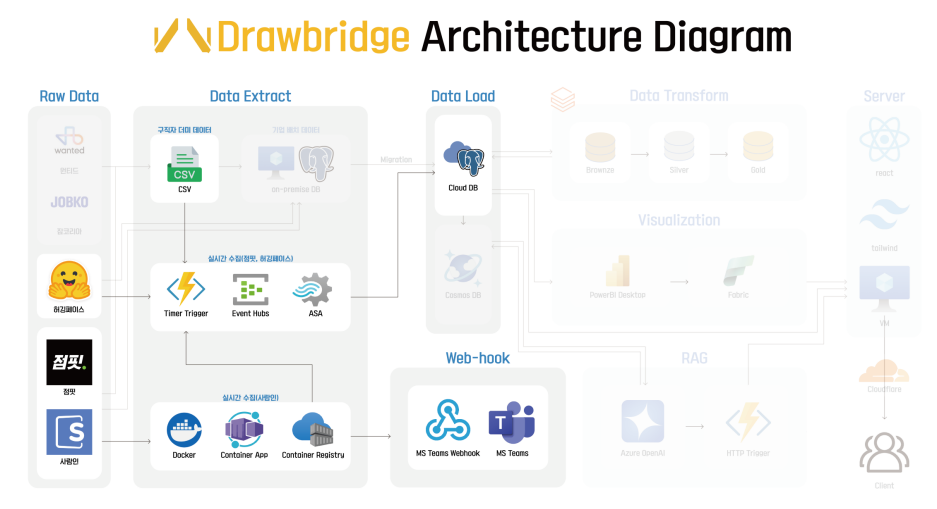 Drawbridge Architecture Diagram
Raw Data
wanted
원티드
JOBKO
잡코리아
허깅페이스
점핏.
점핏
S
사람인
Data Extract
구직자 더미 데이터
CSV
CSV
기업 배치 데이터
on-premise DB
실시간 수집(점핏, 허깅페이스)
Timer Trigger
Event Hubs
ASA
실시간 수집(사람인)
Docker
Container App
Container Registry
Migration
Data Load
Cloud DB
Cosmos DB
Web-hook
MS Teams Webhook
T
MS Teams
Data Transform
Brownze
Silver
Gold
Visualization
PowerBI Desktop
Fabric
RAG
Azure OpenAI
HTTP Trigger
Server
react
tailwind
VM
Cloudflare
Client